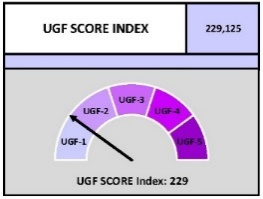 UGF SCORE INDEX
229,125
UGF-1
UGF-2
UGF-3
UGF-4
UGF-5
UGF SCORE Index: 229